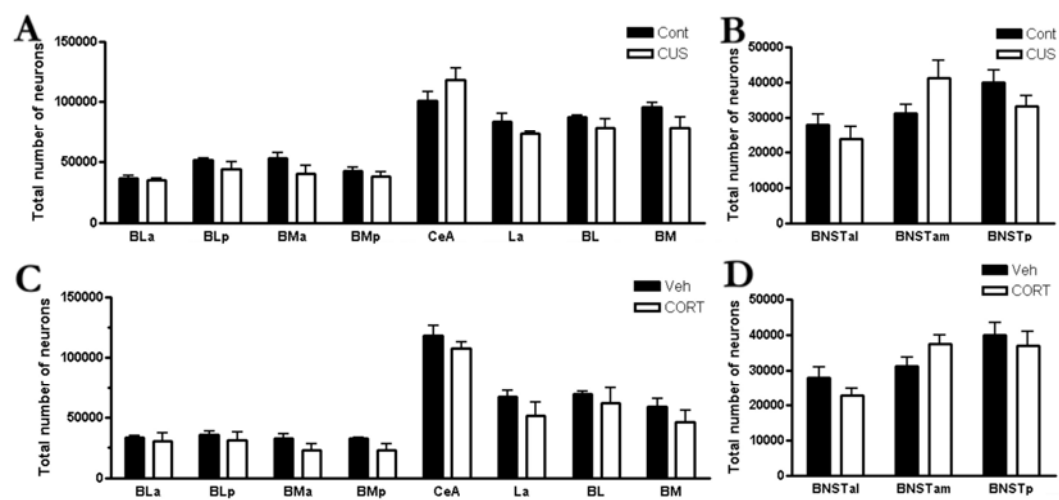 A
Total number of neurons
150000
100000
50000
0
Cont
CUS
BLa BLp BMa BMp CeA La BL BM
B
Total number of neurons
50000
40000
30000
20000
10000
0
Cont
CUS
BNSTal BNSTam BNSTp
C
Total number of neurons
150000
100000
50000
0
Veh
CORT
BLa BLp BMa BMp CeA La BL BM
D
Total number of neurons
50000
40000
30000
20000
10000
0
Veh
CORT
BNSTal BNSTam BNSTp